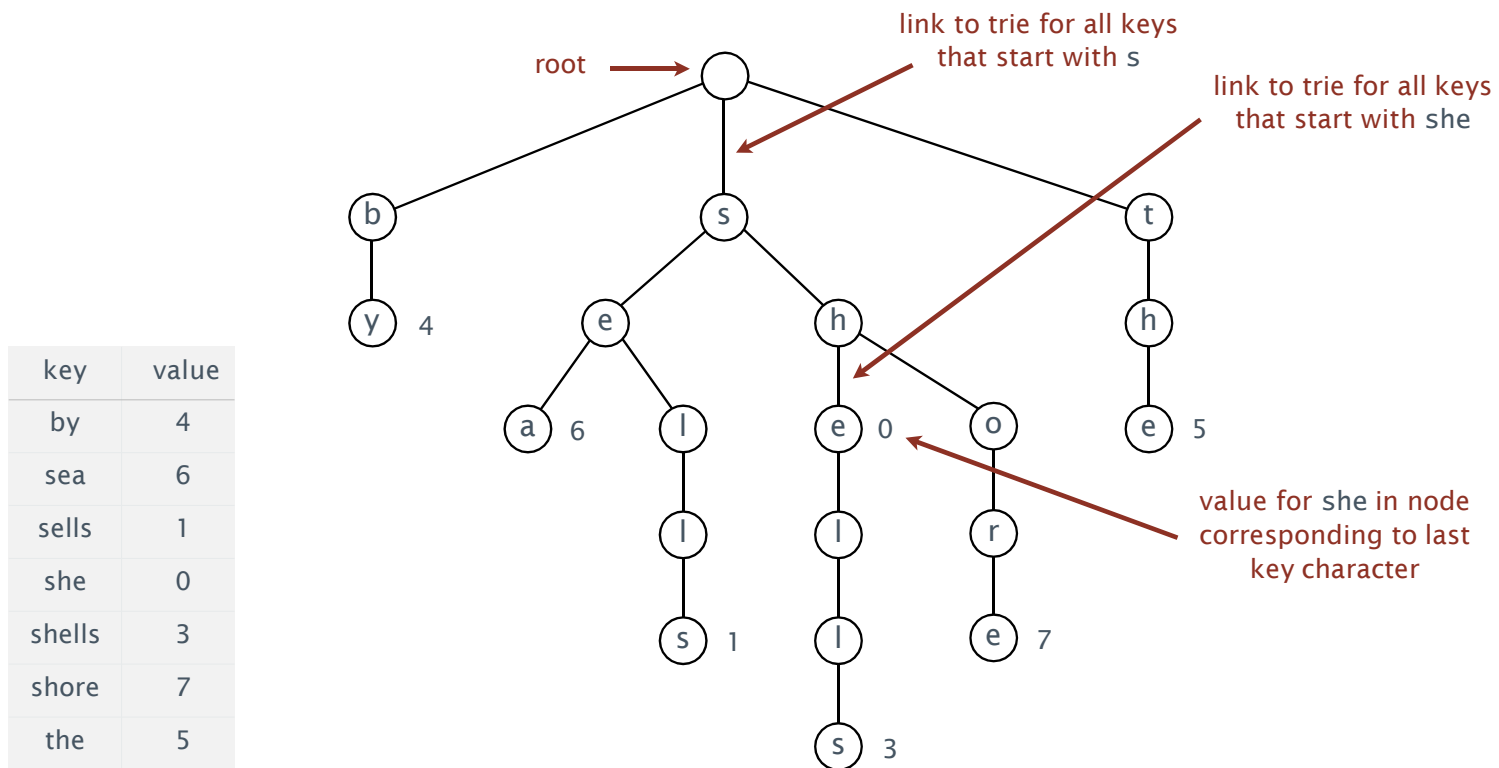 link to trie for all keys
that start with s
root
link to trie for all keys
that start with she
b
s
t
y 4
e
h
h
key value
by 4
sea 6
sells 1
she 0
shells 3
shore 7
the 5
a 6
l
e 0
o
e 5
value for she in node
corresponding to last
key character
l
l
r
s 1
l
e 7
s 3